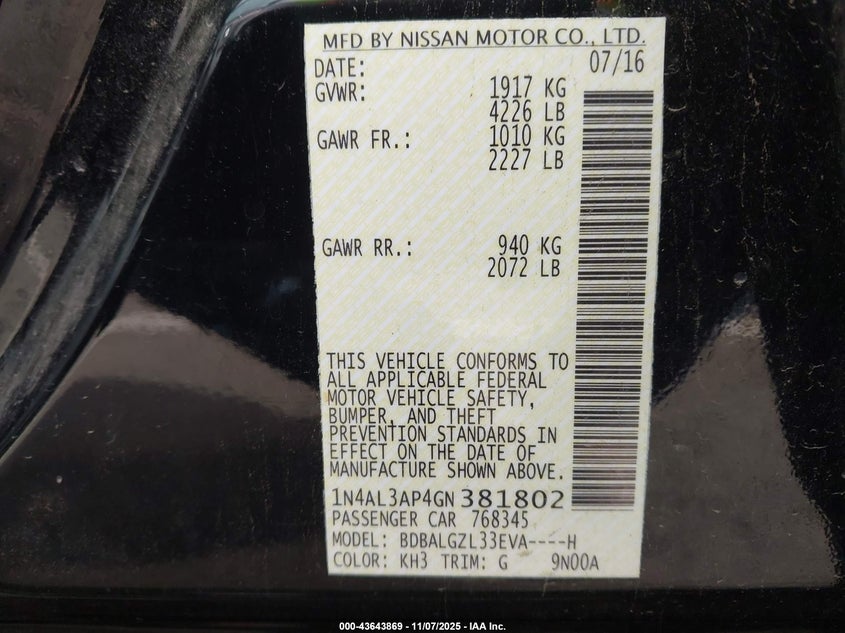 MFD BY NISSAN MOTOR CO., LTD.
DATE: 07/16
GVWR: 1917 KG
4226 LB
GAWR FR.: 1010 KG
2227 LB
GAWR RR.: 940 KG
2072 LB
THIS VEHICLE CONFORMS TO
ALL APPLICABLE FEDERAL
MOTOR VEHICLE SAFETY,
BUMPER, AND THEFT
PREVENTION STANDARDS IN
EFFECT ON THE DATE OF
MANUFACTURE SHOWN ABOVE.
1N4AL3AP4GN381802
PASSENGER CAR 768345
MODEL: BDBALGZL33EVA----H
COLOR: KH3 TRIM: G 9N00A
000-43643869 - 11/07/2025 - IAA Inc.